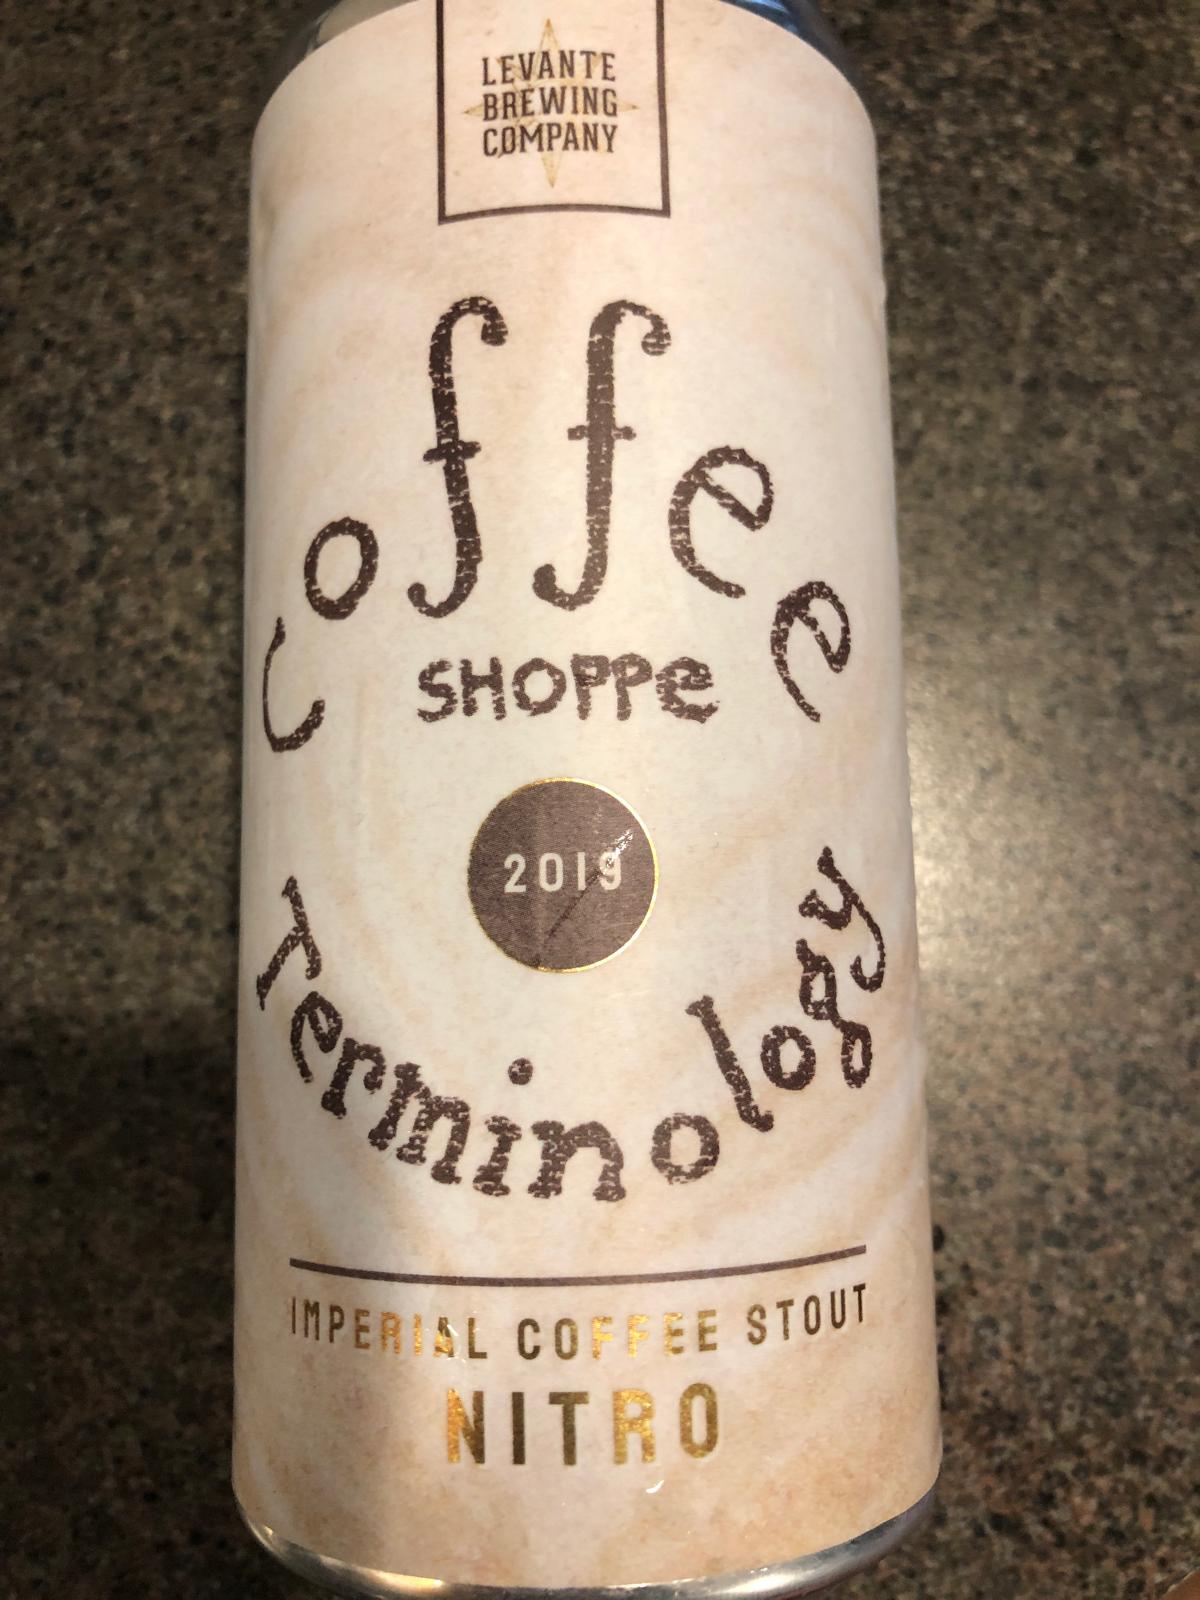 LEVANTE
BREWING
COMPANY
Coffee
SHOPPe
2019
Terminology
IMPERIAL COFFEE STOUT
NITRO